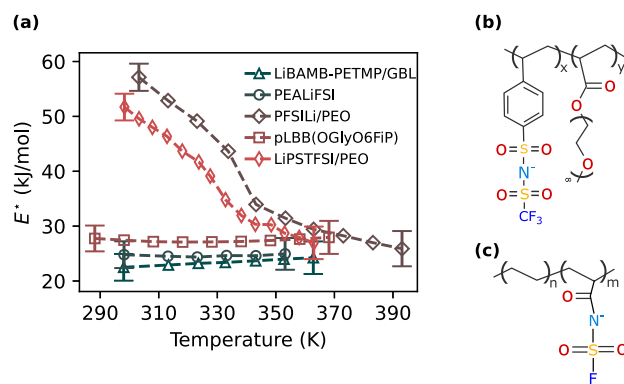 (a)
E* (kJ/mol)
60
50
40
30
20
LiBAMB-PETMP/GBL
PEALiFSI
PFSILi/PEO
pLBB(OGlyO6FiP)
LiPSTFSI/PEO
290 310 330 350 370 390
Temperature (K)
(b)
x y
O
O
O S O
8
O
N-
O S O
CF3
(c)
n m
O
N-
O S O
F